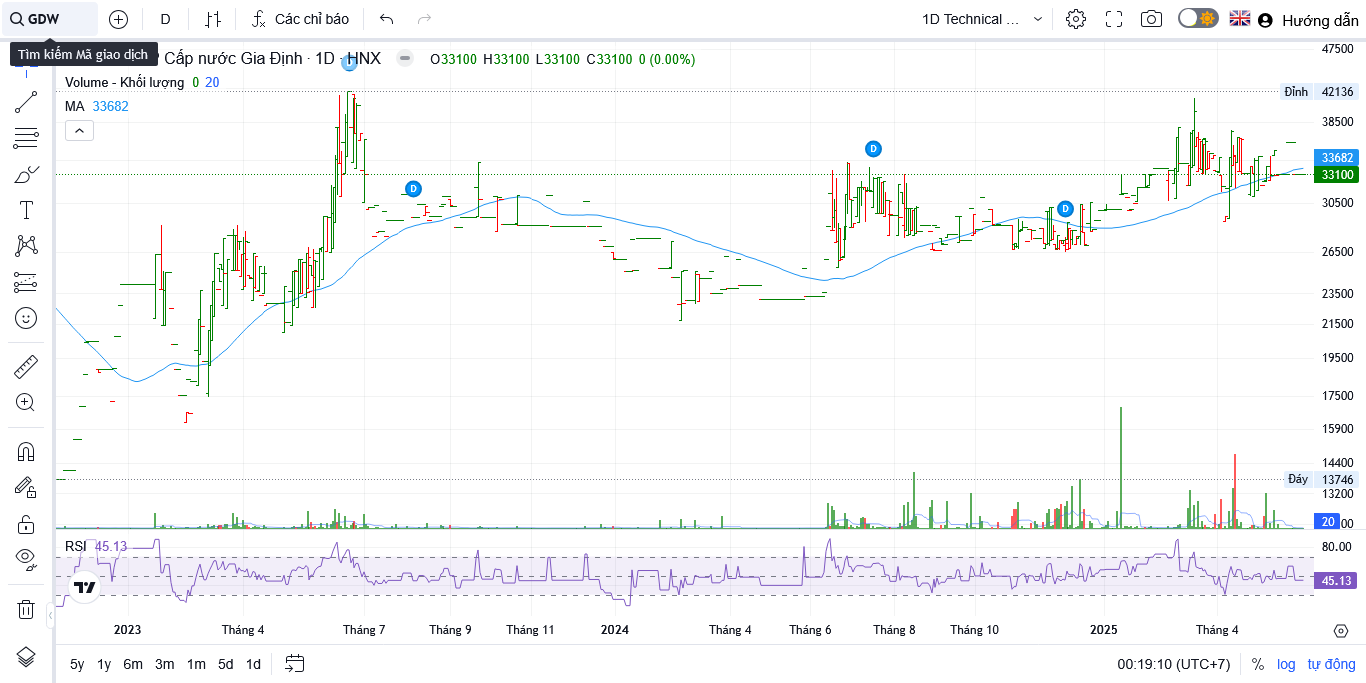 GDW
D
Các chỉ báo
1D Technical ...
Hướng dẫn
Tìm kiếm Mã giao dịch
Cấp nước Gia Định · 1D · HNX
O33100 H33100 L33100 C33100 0 (0.00%)
Volume - Khối lượng 0 20
MA 33682
47500
Đỉnh 42136
38500
33682
33100
30500
26500
23500
21500
19500
17500
15900
14400
Đáy 13746
13200
20
00
D
D
D
RSI 45.13
80.00
45.13
2023
Tháng 4
Tháng 7
Tháng 9
Tháng 11
2024
Tháng 4
Tháng 6
Tháng 8
Tháng 10
2025
Tháng 4
5y 1y 6m 3m 1m 5d 1d
00:19:10 (UTC+7)
% log tự động